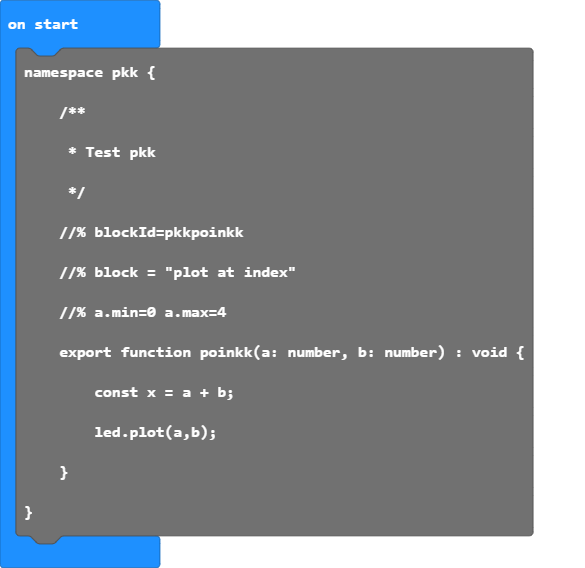 on start
namespace pkk {
    /**
     * Test pkk
     */
    //% blockId=pkkpoinkk
    //% block = "plot at index"
    //% a.min=0 a.max=4
    export function poinkk(a: number, b: number) : void {
        const x = a + b;
        led.plot(a,b);
    }
}